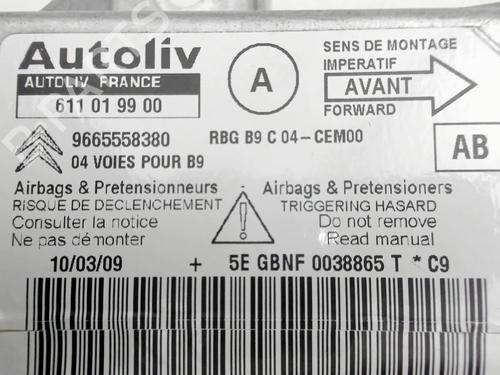 Autoliv
AUTOLIV FRANCE
611 01 99 00
A
SENS DE MONTAGE
IMPERATIF
AVANT
FORWARD
9665558380
04 VOIES POUR B9
RBG B9 C 04-CEM00
AB
Airbags & Pretensionneurs
RISQUE DE DECLENCHEMENT
Consulter la notice
Ne pas démonter
!
Airbags & Pretensioners
TRIGGERING HASARD
Do not remove
Read manual
10/03/09 + 5E GBNF 0038865 T * C9